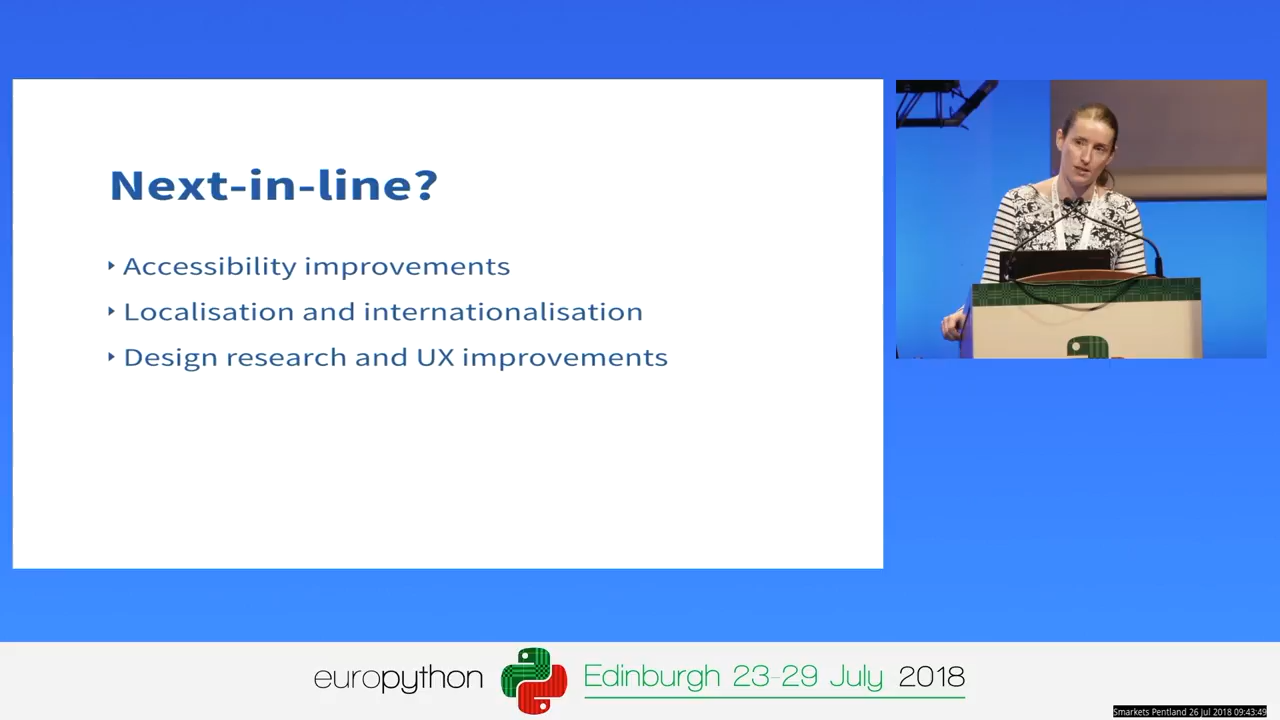 Next-in-line?
Accessibility improvements
Localisation and internationalisation
Design research and UX improvements
europython Edinburgh 23-29 July 2018
Smarkets Pentland 26 Jul 2018 09:43:49